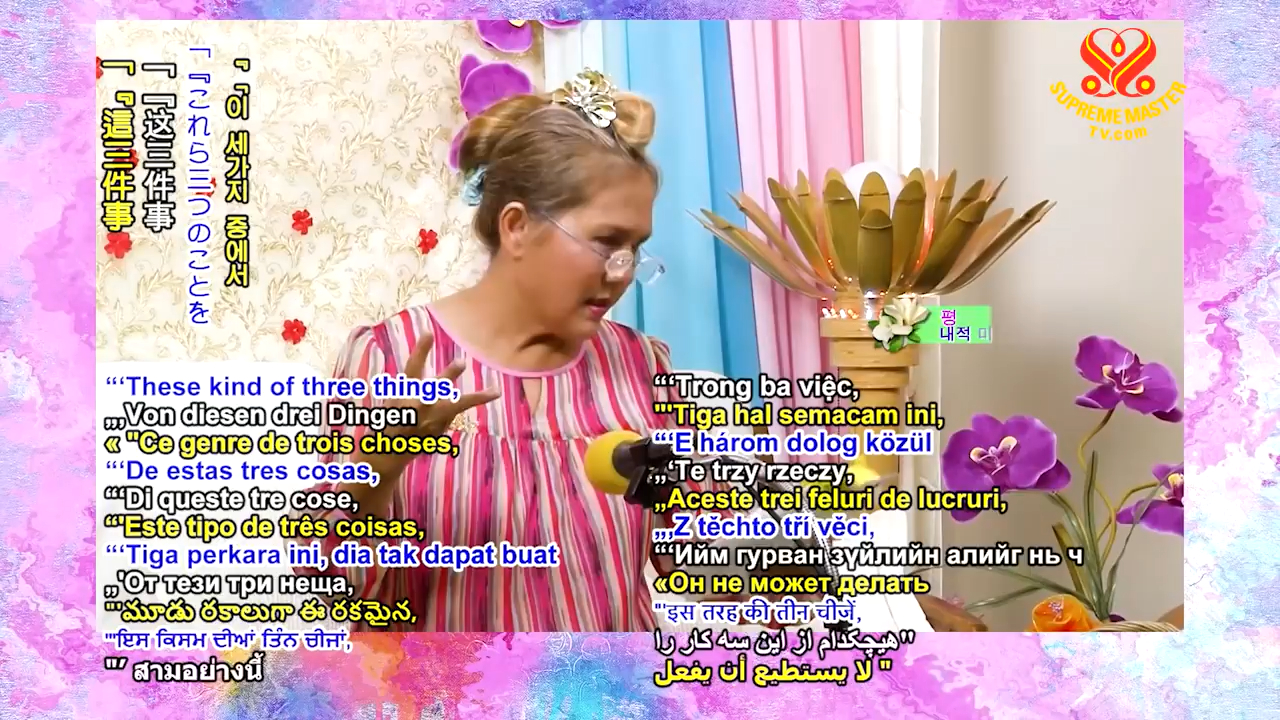 「『這三件事
「『这三件事
「『これら三つのことを
『「이 세가지 중에서
SUPREME MASTER
TV.com
평
내적
“‘These kind of three things,
„‚Von diesen drei Dingen
« "Ce genre de trois choses,
“‘De estas tres cosas,
“‘Di queste tre cose,
“'Este tipo de três coisas,
“‘Tiga perkara ini, dia tak dapat buat
„'От тези три неща,
"'మూడు రకాలుగా ఈ రకమైన,
"'ਇਸ ਕਿਸਮ ਦੀਆਂ ਤਿੰਨ ਚੀਜਾਂ,
"′ สามอย่างนี้
“‘Trong ba việc,
"'Tiga hal semacam ini,
“‘E három dolog közül
„‘Te trzy rzeczy,
„Aceste trei feluri de lucruri,
„‚Z těchto tří věci,
“‘Ийм гурван зүйлийн алийг нь ч
«Он не может делать
"'इस तरह की तीन चीजें,
"هیچکدام از این سه کار را
" لا يستطيع أن يفعل